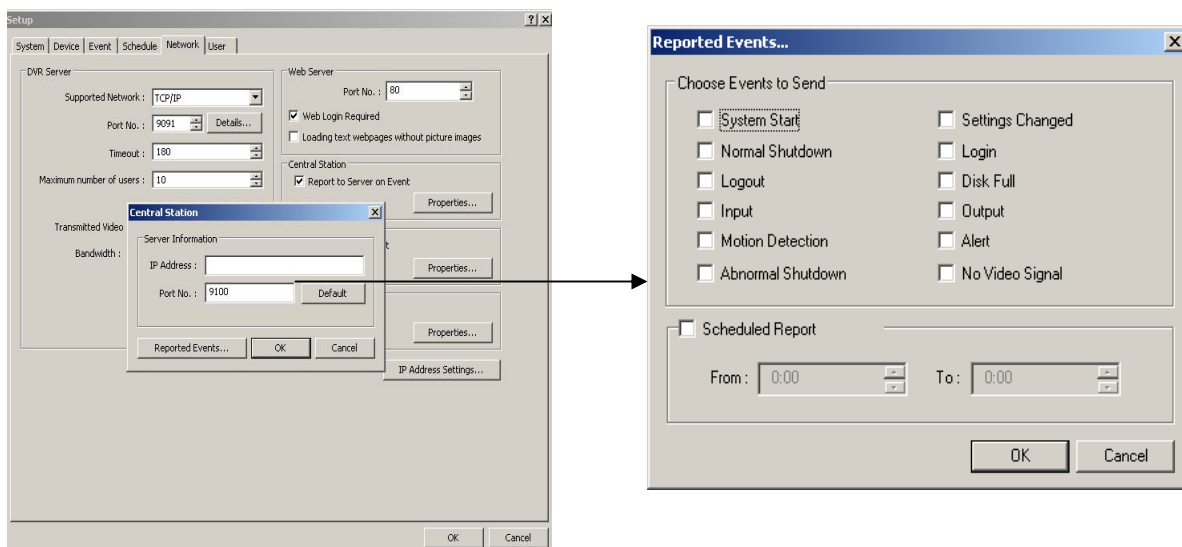 Setup
System Device Event Schedule Network User
DVR Server
Supported Network : TCP/IP
Port No. : 9091 Details...
Timeout : 180
Maximum number of users : 10
Transmitted Video
Bandwidth :
Web Server
Port No. : 80
Web Login Required
Loading text webpages without picture images
Central Station
Report to Server on Event
Properties...
t
Properties...
Properties...
IP Address Settings...
OK Cancel
Central Station
Server Information
IP Address :
Port No. : 9100 Default
Reported Events... OK Cancel
Reported Events...
Choose Events to Send
System Start Settings Changed
Normal Shutdown Login
Logout Disk Full
Input Output
Motion Detection Alert
Abnormal Shutdown No Video Signal
Scheduled Report
From : 0:00 To : 0:00
OK Cancel